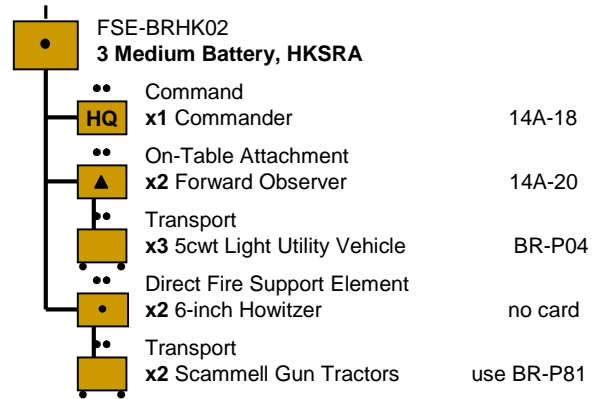 FSE-BRHK02
3 Medium Battery, HKSRA
Command
HQ x1 Commander 14A-18
On-Table Attachment
x2 Forward Observer 14A-20
Transport
x3 5cwt Light Utility Vehicle BR-P04
Direct Fire Support Element
x2 6-inch Howitzer no card
Transport
x2 Scammell Gun Tractors use BR-P81